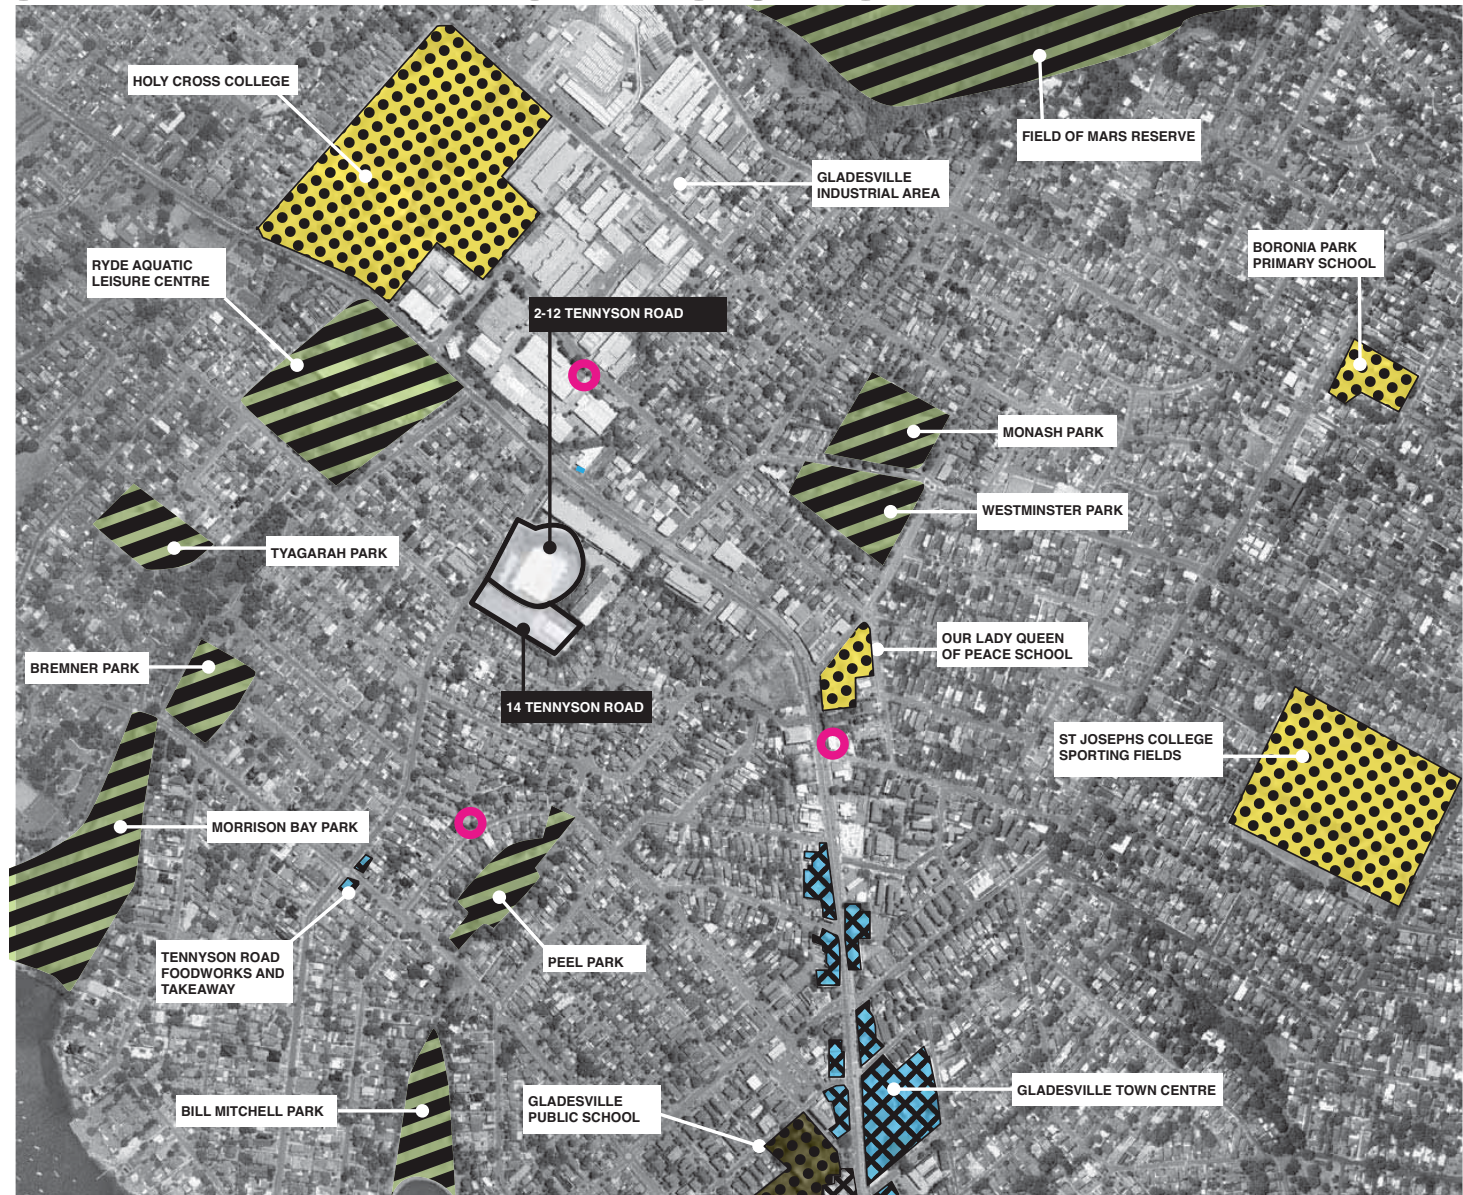 HOLY CROSS COLLEGE
FIELD OF MARS RESERVE
GLADESVILLE
INDUSTRIAL AREA
BORONIA PARK
PRIMARY SCHOOL
RYDE AQUATIC
LEISURE CENTRE
2-12 TENNYSON ROAD
MONASH PARK
WESTMINSTER PARK
TYAGARAH PARK
OUR LADY QUEEN
OF PEACE SCHOOL
BREMNER PARK
14 TENNYSON ROAD
ST JOSEPHS COLLEGE
SPORTING FIELDS
MORRISON BAY PARK
TENNYSON ROAD
FOODWORKS AND
TAKEAWAY
PEEL PARK
GLADESVILLE TOWN CENTRE
GLADESVILLE
PUBLIC SCHOOL
BILL MITCHELL PARK